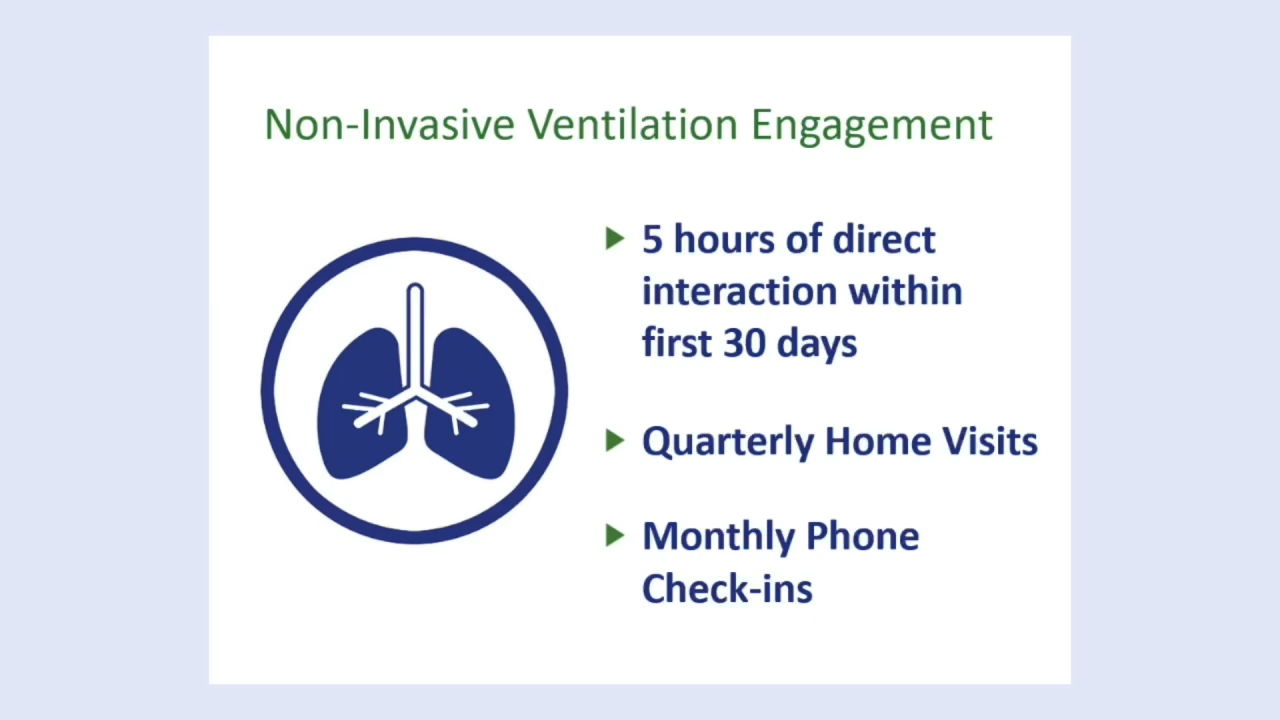 Non-Invasive Ventilation Engagement
5 hours of direct
interaction within
first 30 days
Quarterly Home Visits
Monthly Phone
Check-ins